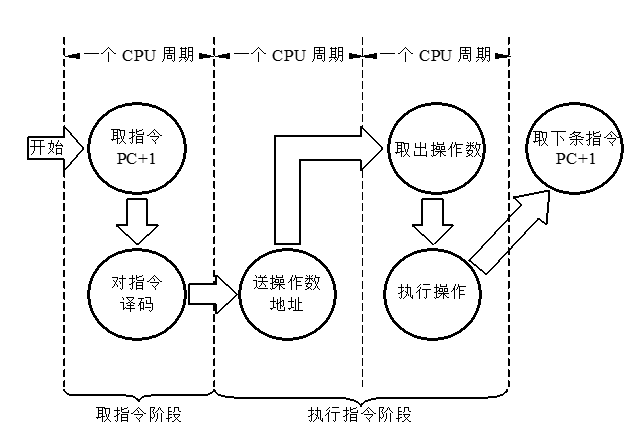 一个 CPU 周期
一个 CPU 周期
一个 CPU 周期
开始
取指令
PC+1
取出操作数
取下条指令
PC+1
对指令
译码
送操作数
地址
执行操作
取指令阶段
执行指令阶段